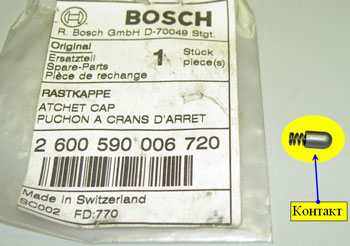 BOSCH
R. Bosch GmbH D-70049 Stgt.
Original
Ersatzteil
Spare-Parts
Pièce de rechange
1 Stück
piece(s)
RASTKAPPE
ATCHET CAP
PUCHON A CRANS D'ARRET
2 600 590 006 720
Made in Switzerland
SC002 FD:770
Контакт